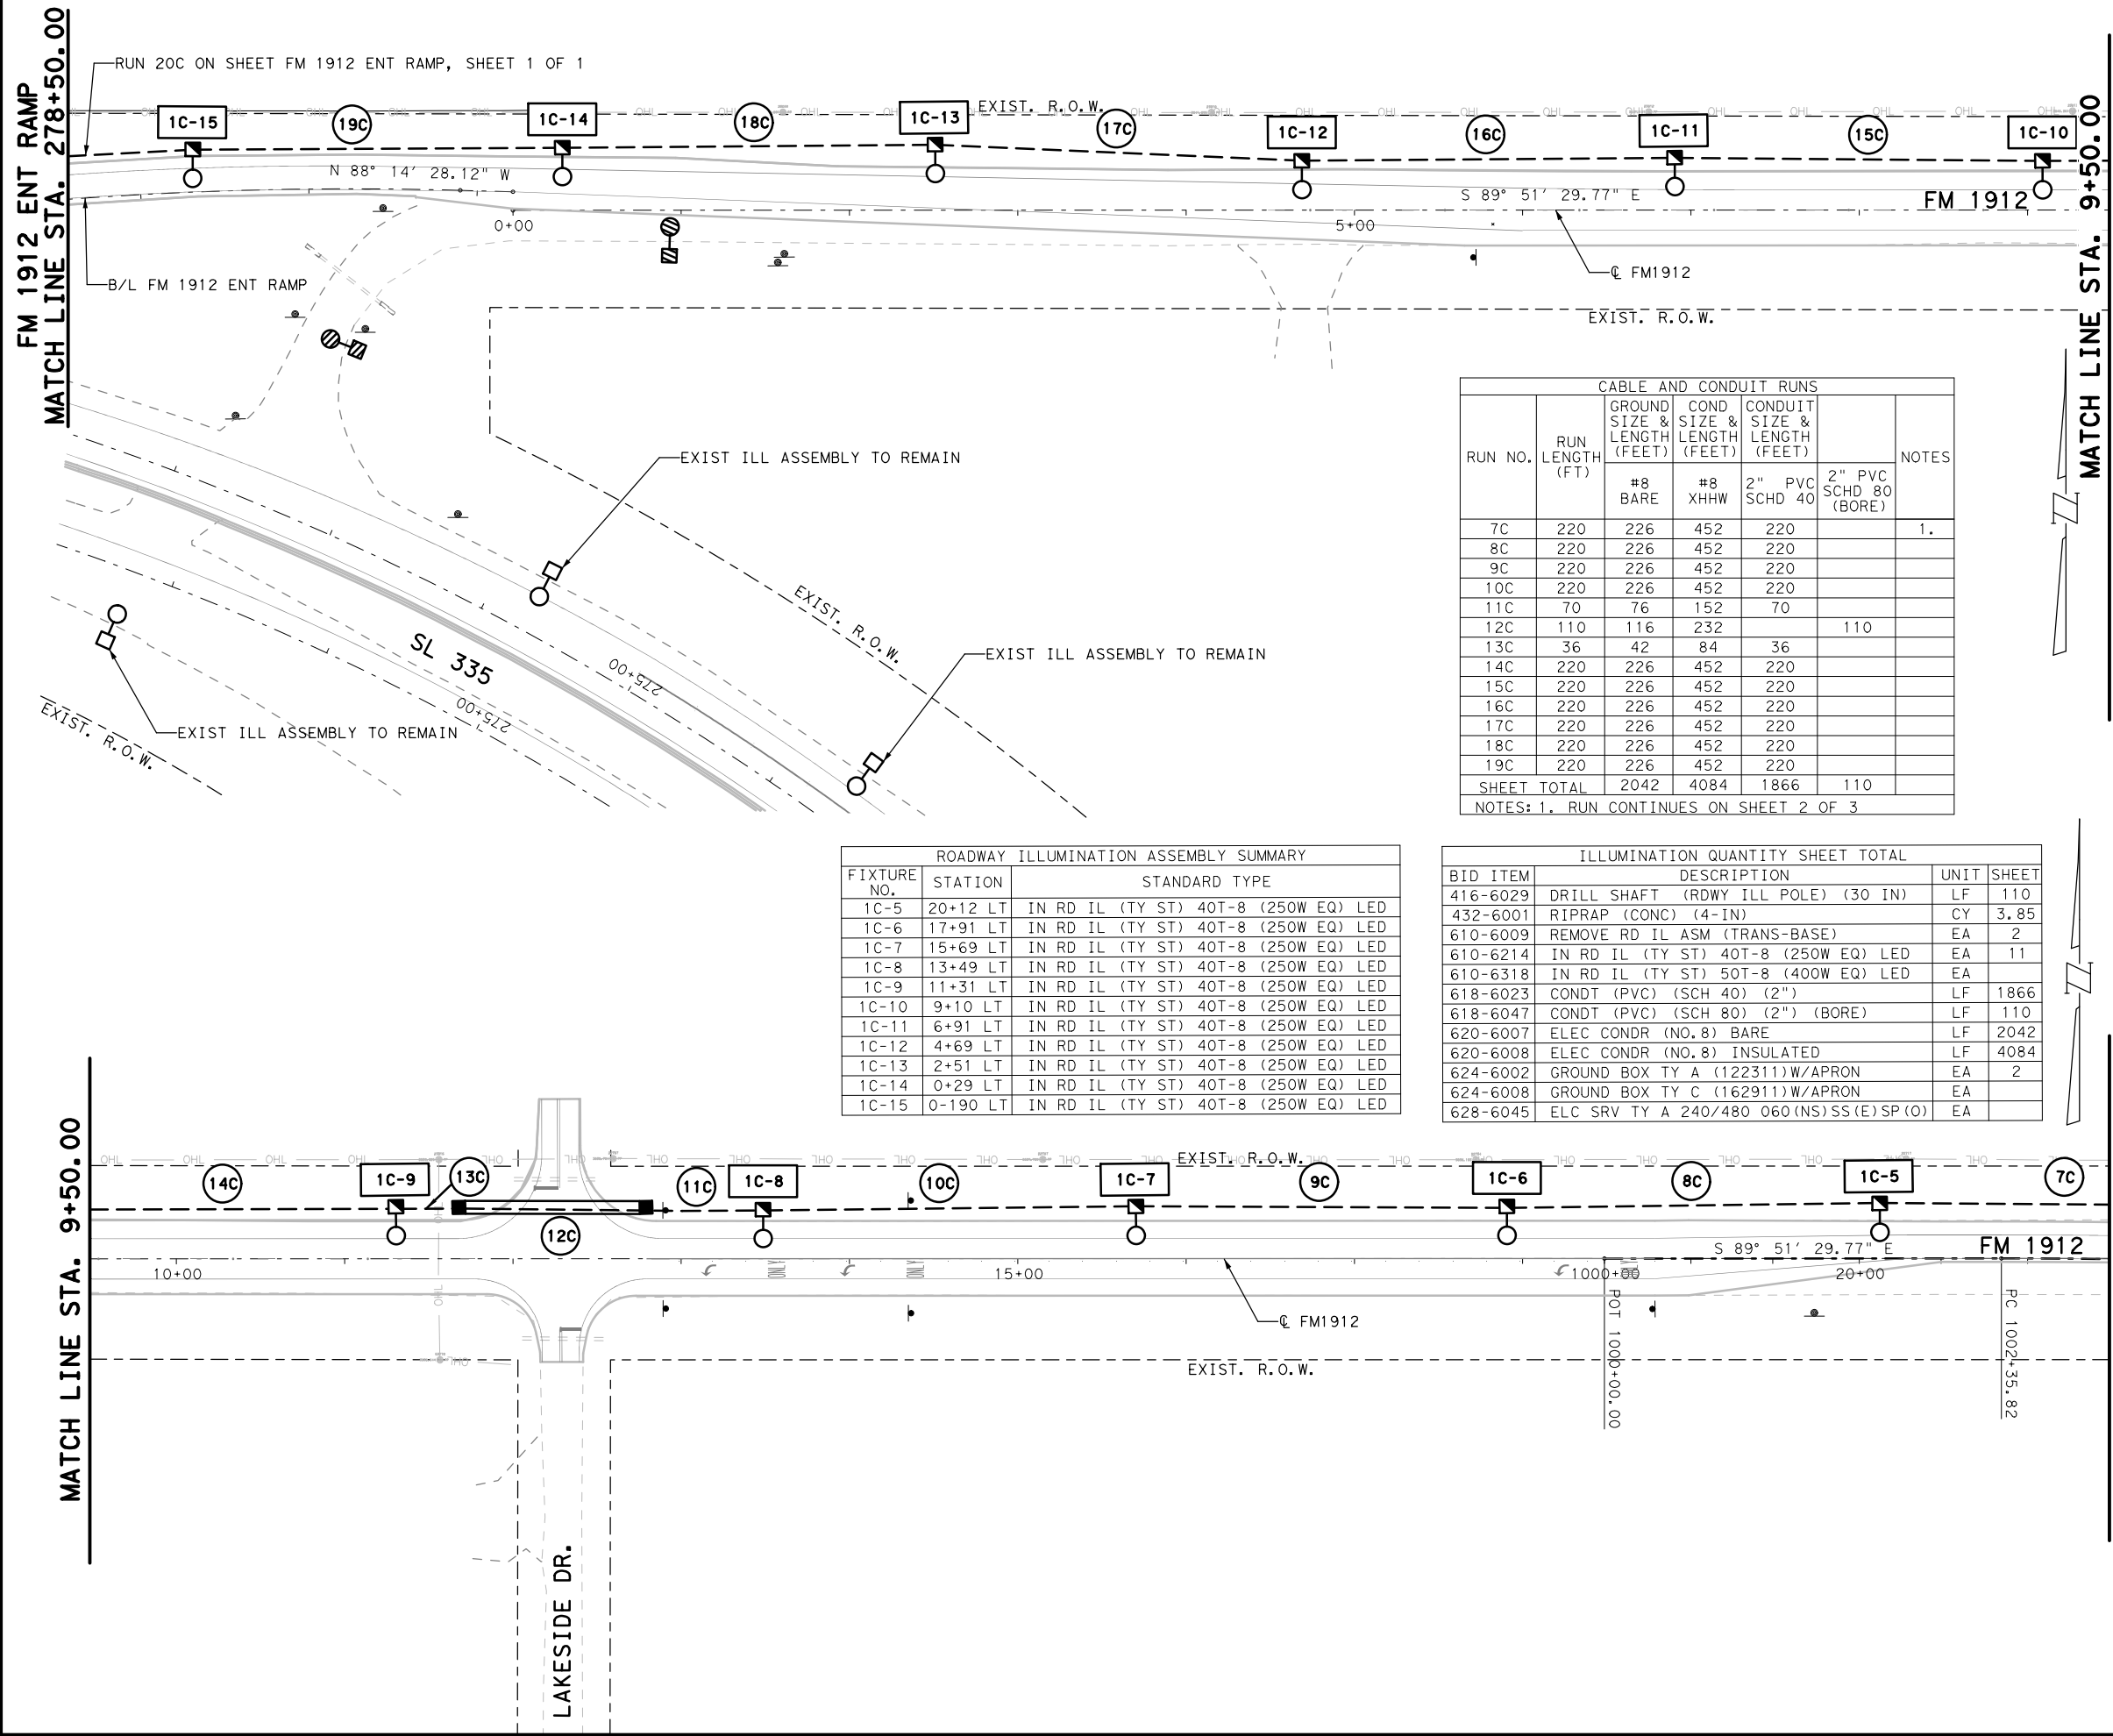 FM 1912 ENT RAMP
MATCH LINE STA. 278+50.00
RUN 20C ON SHEET FM 1912 ENT RAMP, SHEET 1 OF 1
EXIST. R.O.W.
1C-15
19C
1C-14
18C
1C-13
17C
1C-12
16C
1C-11
15C
1C-10
N 88° 14' 28.12" W
S 89° 51' 29.77" E
FM 1912
MATCH LINE STA. 9+50.00
0+00
5+00
℄ FM1912
B/L FM 1912 ENT RAMP
EXIST. R.O.W.
EXIST ILL ASSEMBLY TO REMAIN
EXIST. R.O.W.
SL 335
275+00
275+00
EXIST ILL ASSEMBLY TO REMAIN
EXIST ILL ASSEMBLY TO REMAIN
EXIST. R.O.W.
CABLE AND CONDUIT RUNS
RUN NO. | RUN LENGTH (FT) | GROUND SIZE & LENGTH (FEET) | COND SIZE & LENGTH (FEET) | CONDUIT SIZE & LENGTH (FEET) | | NOTES
#8 BARE | #8 XHHW | 2" PVC SCHD 40 | 2" PVC SCHD 80 (BORE)
7C 220 226 452 220 1.
8C 220 226 452 220
9C 220 226 452 220
10C 220 226 452 220
11C 70 76 152 70
12C 110 116 232 110
13C 36 42 84 36
14C 220 226 452 220
15C 220 226 452 220
16C 220 226 452 220
17C 220 226 452 220
18C 220 226 452 220
19C 220 226 452 220
SHEET TOTAL 2042 4084 1866 110
NOTES: 1. RUN CONTINUES ON SHEET 2 OF 3
ROADWAY ILLUMINATION ASSEMBLY SUMMARY
FIXTURE NO. STATION STANDARD TYPE
1C-5 20+12 LT IN RD IL (TY ST) 40T-8 (250W EQ) LED
1C-6 17+91 LT IN RD IL (TY ST) 40T-8 (250W EQ) LED
1C-7 15+69 LT IN RD IL (TY ST) 40T-8 (250W EQ) LED
1C-8 13+49 LT IN RD IL (TY ST) 40T-8 (250W EQ) LED
1C-9 11+31 LT IN RD IL (TY ST) 40T-8 (250W EQ) LED
1C-10 9+10 LT IN RD IL (TY ST) 40T-8 (250W EQ) LED
1C-11 6+91 LT IN RD IL (TY ST) 40T-8 (250W EQ) LED
1C-12 4+69 LT IN RD IL (TY ST) 40T-8 (250W EQ) LED
1C-13 2+51 LT IN RD IL (TY ST) 40T-8 (250W EQ) LED
1C-14 0+29 LT IN RD IL (TY ST) 40T-8 (250W EQ) LED
1C-15 0-190 LT IN RD IL (TY ST) 40T-8 (250W EQ) LED
ILLUMINATION QUANTITY SHEET TOTAL
BID ITEM DESCRIPTION UNIT SHEET
416-6029 DRILL SHAFT (RDWY ILL POLE) (30 IN) LF 110
432-6001 RIPRAP (CONC) (4-IN) CY 3.85
610-6009 REMOVE RD IL ASM (TRANS-BASE) EA 2
610-6214 IN RD IL (TY ST) 40T-8 (250W EQ) LED EA 11
610-6318 IN RD IL (TY ST) 50T-8 (400W EQ) LED EA
618-6023 CONDT (PVC) (SCH 40) (2") LF 1866
618-6047 CONDT (PVC) (SCH 80) (2") (BORE) LF 110
620-6007 ELEC CONDR (NO.8) BARE LF 2042
620-6008 ELEC CONDR (NO.8) INSULATED LF 4084
624-6002 GROUND BOX TY A (122311)W/APRON EA 2
624-6008 GROUND BOX TY C (162911)W/APRON EA
628-6045 ELC SRV TY A 240/480 060(NS)SS(E)SP(O) EA
MATCH LINE STA. 9+50.00
OHL
EXIST. R.O.W.
14C
1C-9
13C
12C
11C
1C-8
10C
1C-7
9C
1C-6
8C
1C-5
7C
S 89° 51' 29.77" E
FM 1912
10+00
ONLY
ONLY
15+00
1000+00
20+00
℄ FM1912
POT 1000+00.00
PC 1002+35.82
EXIST. R.O.W.
LAKESIDE DR.